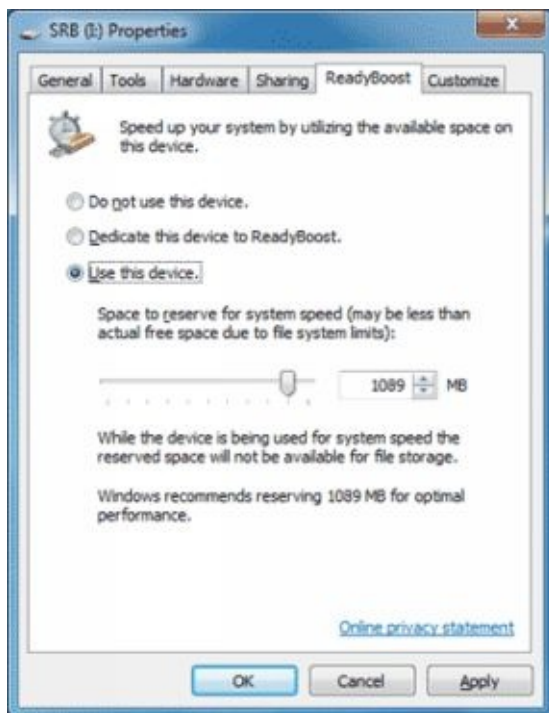 SRB (I:) Properties
General Tools Hardware Sharing ReadyBoost Customize
Speed up your system by utilizing the available space on
this device.
Do not use this device.
Dedicate this device to ReadyBoost.
Use this device.
Space to reserve for system speed (may be less than
actual free space due to file system limits):
1089 MB
While the device is being used for system speed the
reserved space will not be available for file storage.
Windows recommends reserving 1089 MB for optimal
performance.
Online privacy statement
OK Cancel Apply